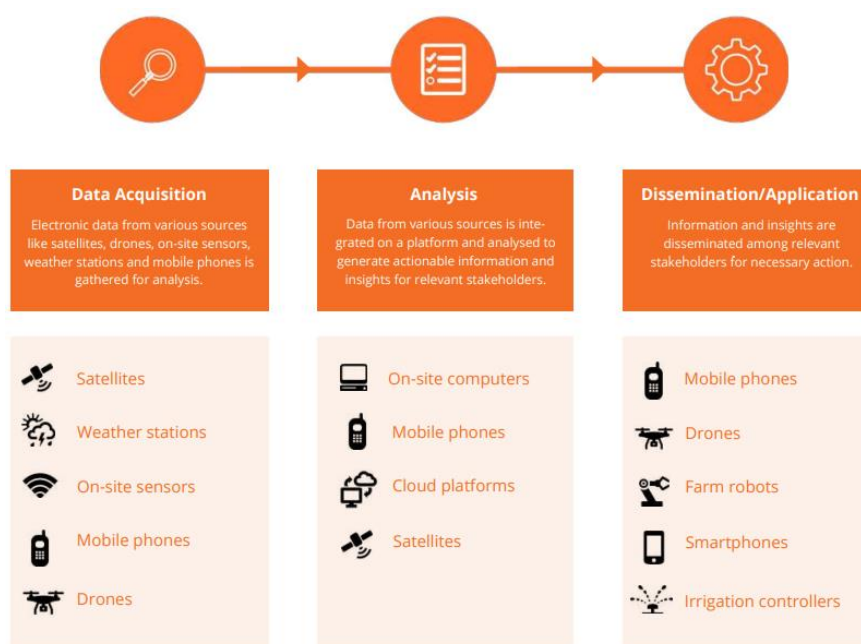 Data Acquisition
Electronic data from various sources
like satellites, drones, on-site sensors,
weather stations and mobile phones is
gathered for analysis.
Satellites
Weather stations
On-site sensors
Mobile phones
Drones
Analysis
Data from various sources is inte-
grated on a platform and analysed to
generate actionable information and
insights for relevant stakeholders.
On-site computers
Mobile phones
Cloud platforms
Satellites
Dissemination/Application
Information and insights are
disseminated among relevant
stakeholders for necessary action.
Mobile phones
Drones
Farm robots
Smartphones
Irrigation controllers